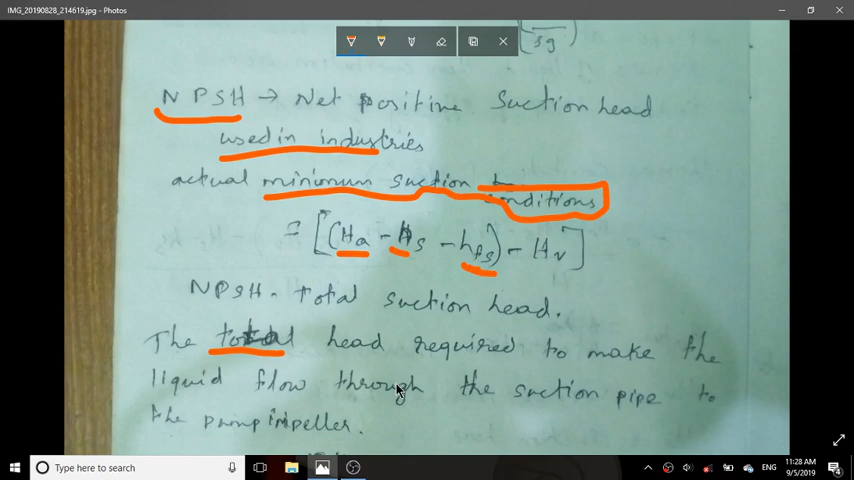 IMG_20190828_214619.jpg - Photos
3g
NPSH → Net positive Suction head
used in industries
actual minimum suction
conditions
= [(Ha - Hs - hfs) - Hv]
NPSH - total suction head.
The total head required to make the
liquid flow through the suction pipe to
the pump impeller.
Type here to search
ENG
11:28 AM
9/5/2019
4